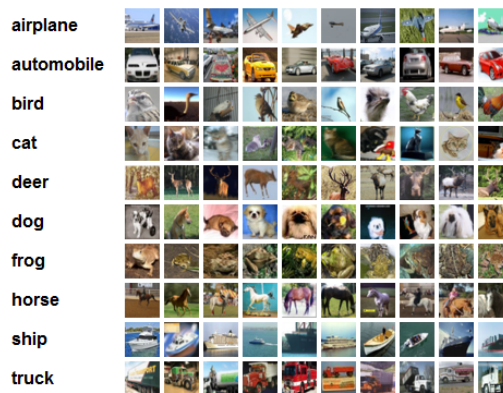 airplane
automobile
bird
cat
deer
dog
frog
horse
ship
truck